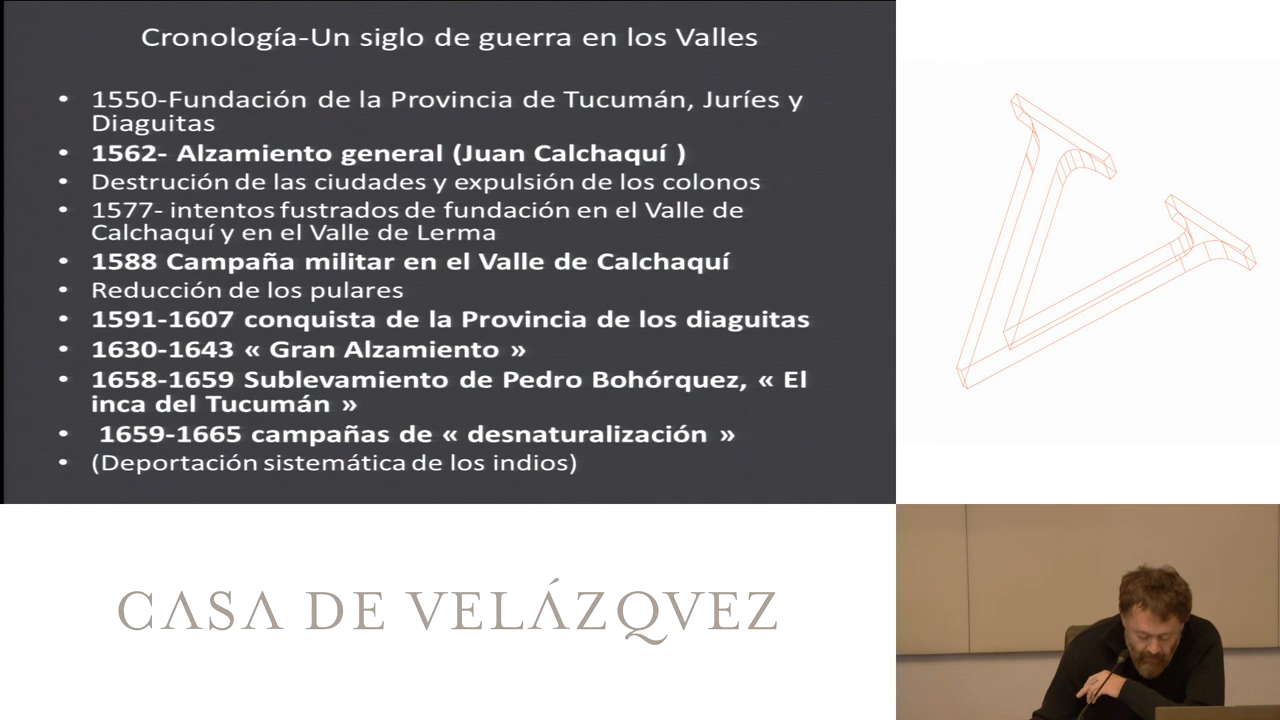 Cronología-Un siglo de guerra en los Valles
• 1550-Fundación de la Provincia de Tucumán, Juríes y
Diaguitas
• 1562- Alzamiento general (Juan Calchaquí )
• Destrución de las ciudades y expulsión de los colonos
• 1577- intentos fustrados de fundación en el Valle de
Calchaquí y en el Valle de Lerma
• 1588 Campaña militar en el Valle de Calchaquí
• Reducción de los pulares
• 1591-1607 conquista de la Provincia de los diaguitas
• 1630-1643 « Gran Alzamiento »
• 1658-1659 Sublevamiento de Pedro Bohórquez, « El
inca del Tucumán »
• 1659-1665 campañas de « desnaturalización »
• (Deportación sistemática de los indios)
CASA DE VELÁZQVEZ